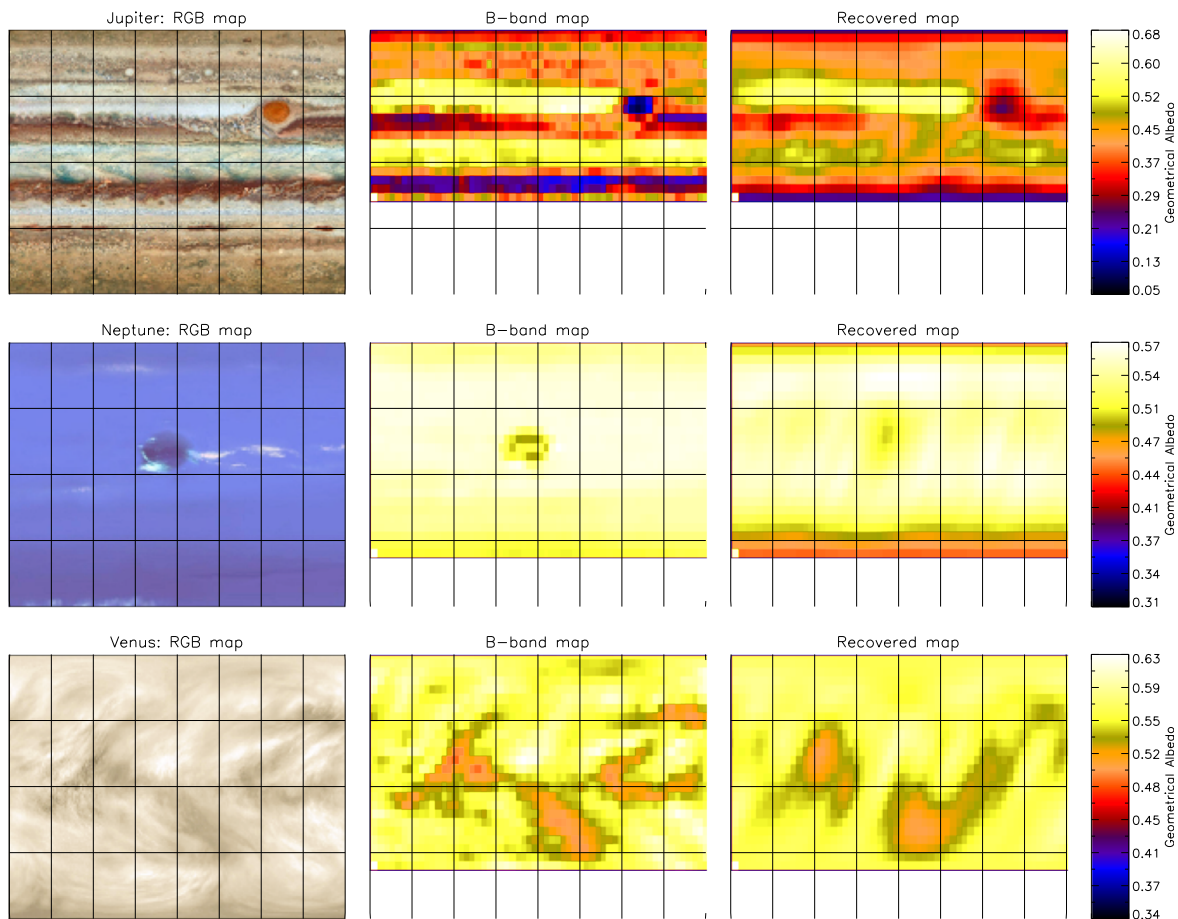 Jupiter: RGB map
B-band map
Recovered map
0.68
0.60
0.52
0.45
0.37
0.29
0.21
0.13
0.05
Geometrical Albedo
Neptune: RGB map
B-band map
Recovered map
0.57
0.54
0.51
0.47
0.44
0.41
0.37
0.34
0.31
Geometrical Albedo
Venus: RGB map
B-band map
Recovered map
0.63
0.59
0.55
0.52
0.48
0.45
0.41
0.37
0.34
Geometrical Albedo